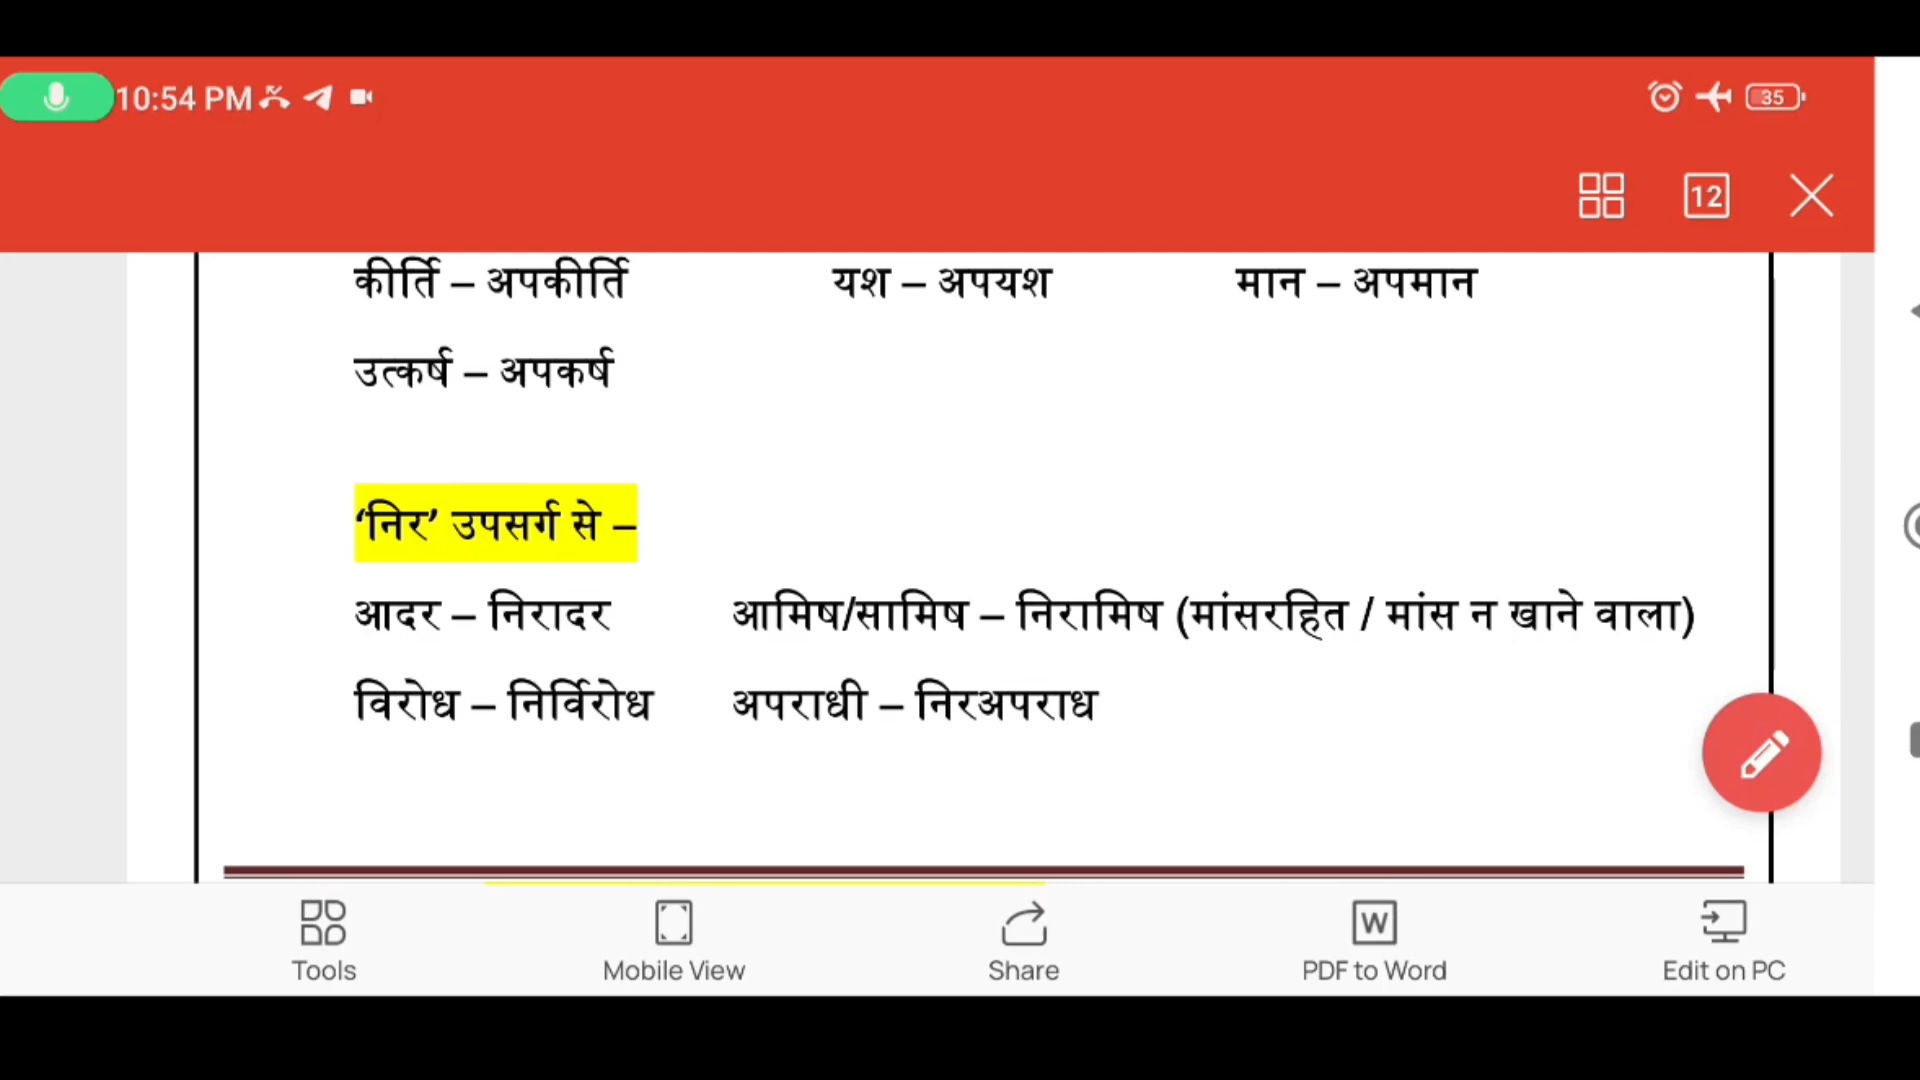 10:54 PM 35
12
कीर्ति – अपकीर्ति यश – अपयश मान – अपमान
उत्कर्ष – अपकर्ष
‘निर’ उपसर्ग से –
आदर – निरादर आमिष/सामिष – निरामिष (मांसरहित / मांस न खाने वाला)
विरोध – निर्विरोध अपराधी – निरअपराध
Tools Mobile View Share PDF to Word Edit on PC